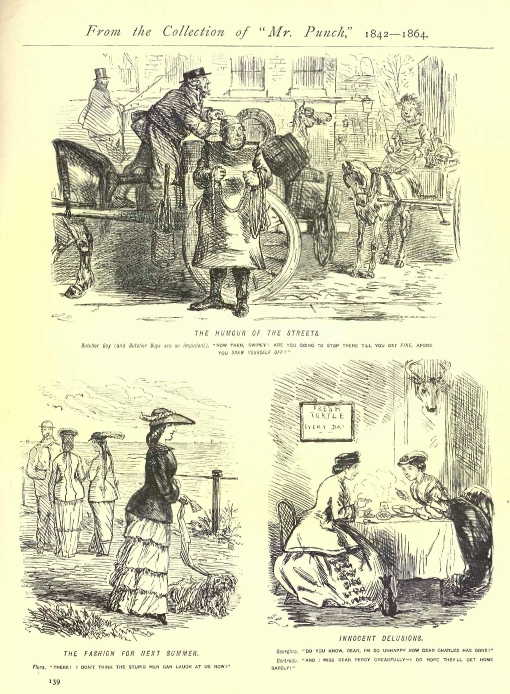 From the Collection of "Mr. Punch," 1842—1864.
THE HUMOUR OF THE STREETS.
Butcher Boy (and Butcher Boys are so impudent). "NOW THEN, SWIPEY! ARE YOU GOING TO STOP THERE TILL YOU GET FINE, AFORE
YOU DRAW YOURSELF OFF?"
FRESH
TURTLE
EVERY DAY
THE FASHION FOR NEXT SUMMER.
Flora. "THERE! I DON'T THINK THE STUPID MEN CAN LAUGH AT US NOW!"
INNOCENT DELUSIONS.
Georgina. "DO YOU KNOW, DEAR, I'M SO UNHAPPY NOW DEAR CHARLES HAS GONE!"
Gertrude. "AND I MISS DEAR PERCY DREADFULLY—I DO HOPE THEY'LL GET HOME
SAFELY!"
139